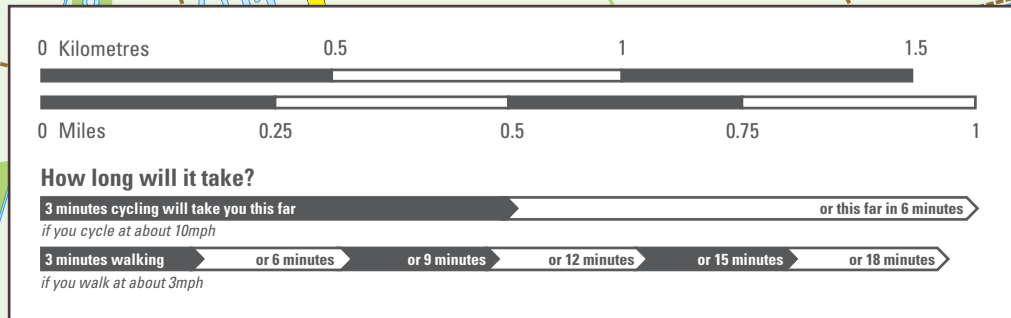 0 Kilometres 0.5 1 1.5
0 Miles 0.25 0.5 0.75 1
How long will it take?
3 minutes cycling will take you this far or this far in 6 minutes
if you cycle at about 10mph
3 minutes walking or 6 minutes or 9 minutes or 12 minutes or 15 minutes or 18 minutes
if you walk at about 3mph